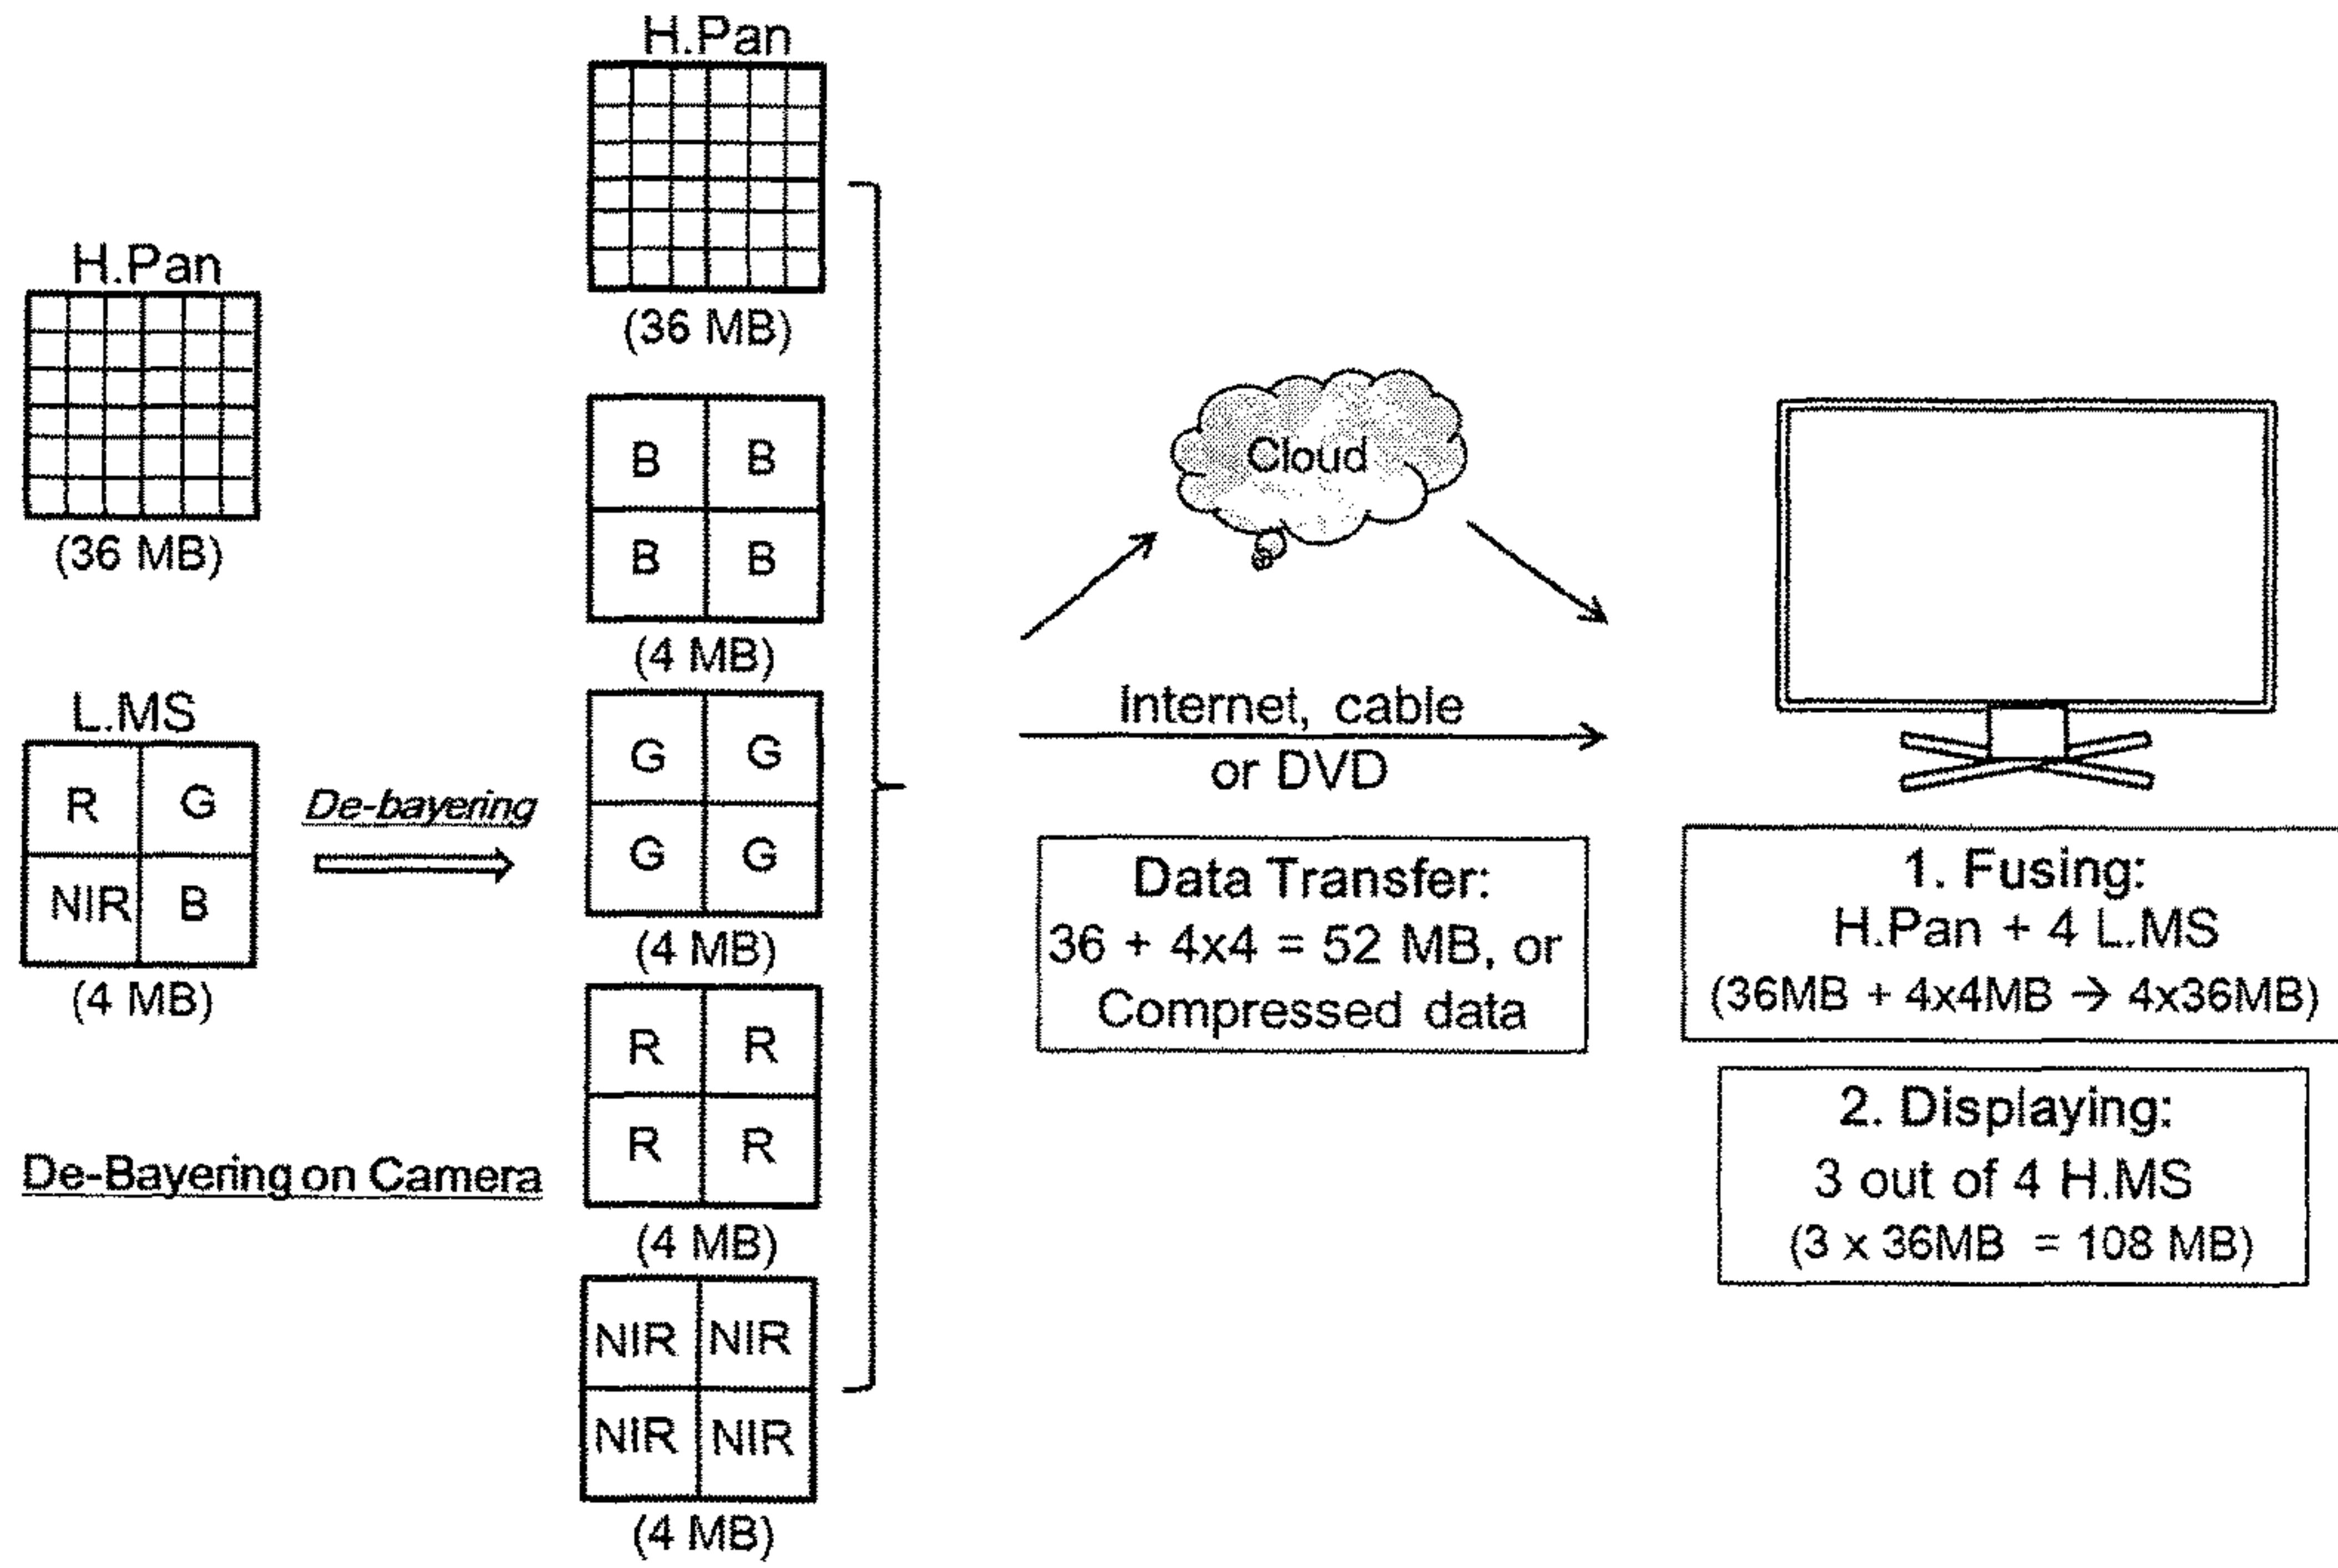 H.Pan
(36 MB)
L.MS
R G
NIR B
(4 MB)
De-bayering
De-Bayering on Camera
H.Pan
(36 MB)
B B
B B
(4 MB)
G G
G G
(4 MB)
R R
R R
(4 MB)
NIR NIR
NIR NIR
(4 MB)
Cloud
Internet, cable
or DVD
Data Transfer:
36 + 4x4 = 52 MB, or
Compressed data
1. Fusing:
H.Pan + 4 L.MS
(36MB + 4x4MB → 4x36MB)
2. Displaying:
3 out of 4 H.MS
(3 x 36MB = 108 MB)